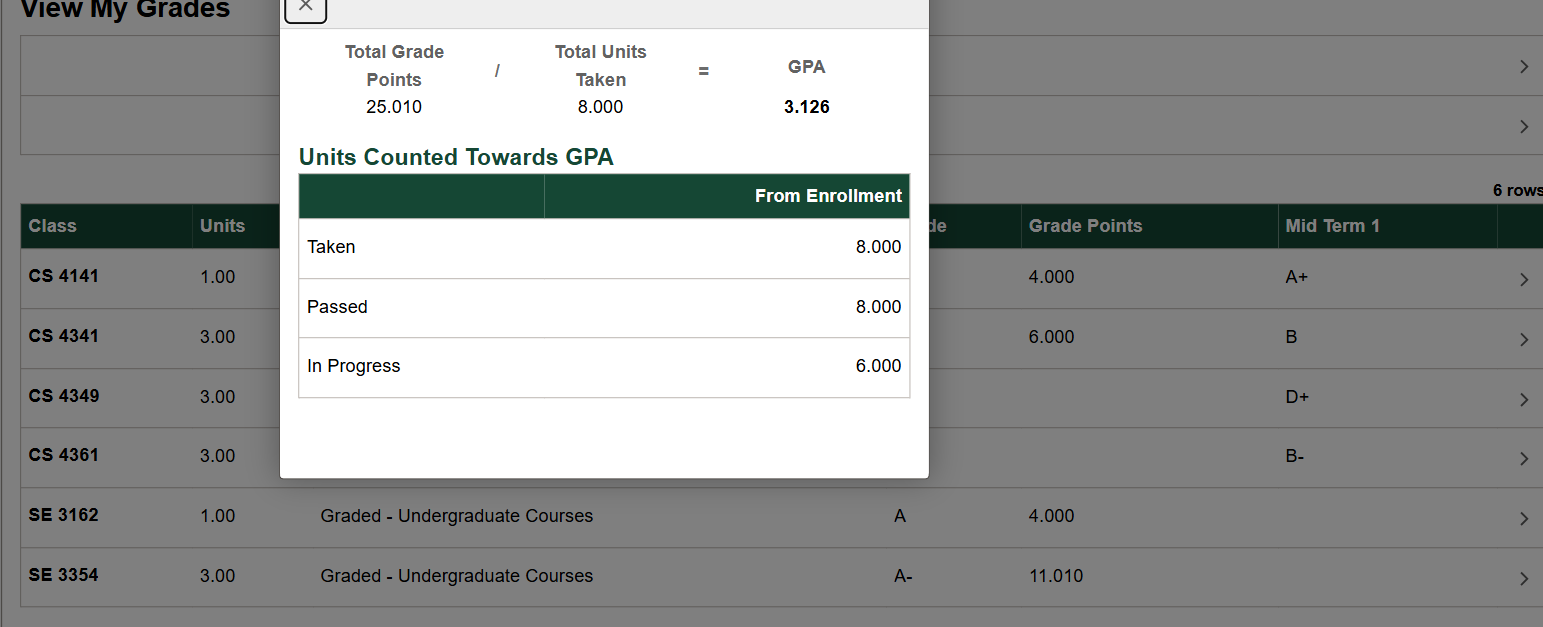 View My Grades
×
Total Grade Points / Total Units Taken = GPA
25.010 8.000 3.126
Units Counted Towards GPA
From Enrollment
Taken 8.000
Passed 8.000
In Progress 6.000
6 rows
Class Units de Grade Points Mid Term 1
CS 4141 1.00 4.000 A+
CS 4341 3.00 6.000 B
CS 4349 3.00 D+
CS 4361 3.00 B-
SE 3162 1.00 Graded - Undergraduate Courses A 4.000
SE 3354 3.00 Graded - Undergraduate Courses A- 11.010